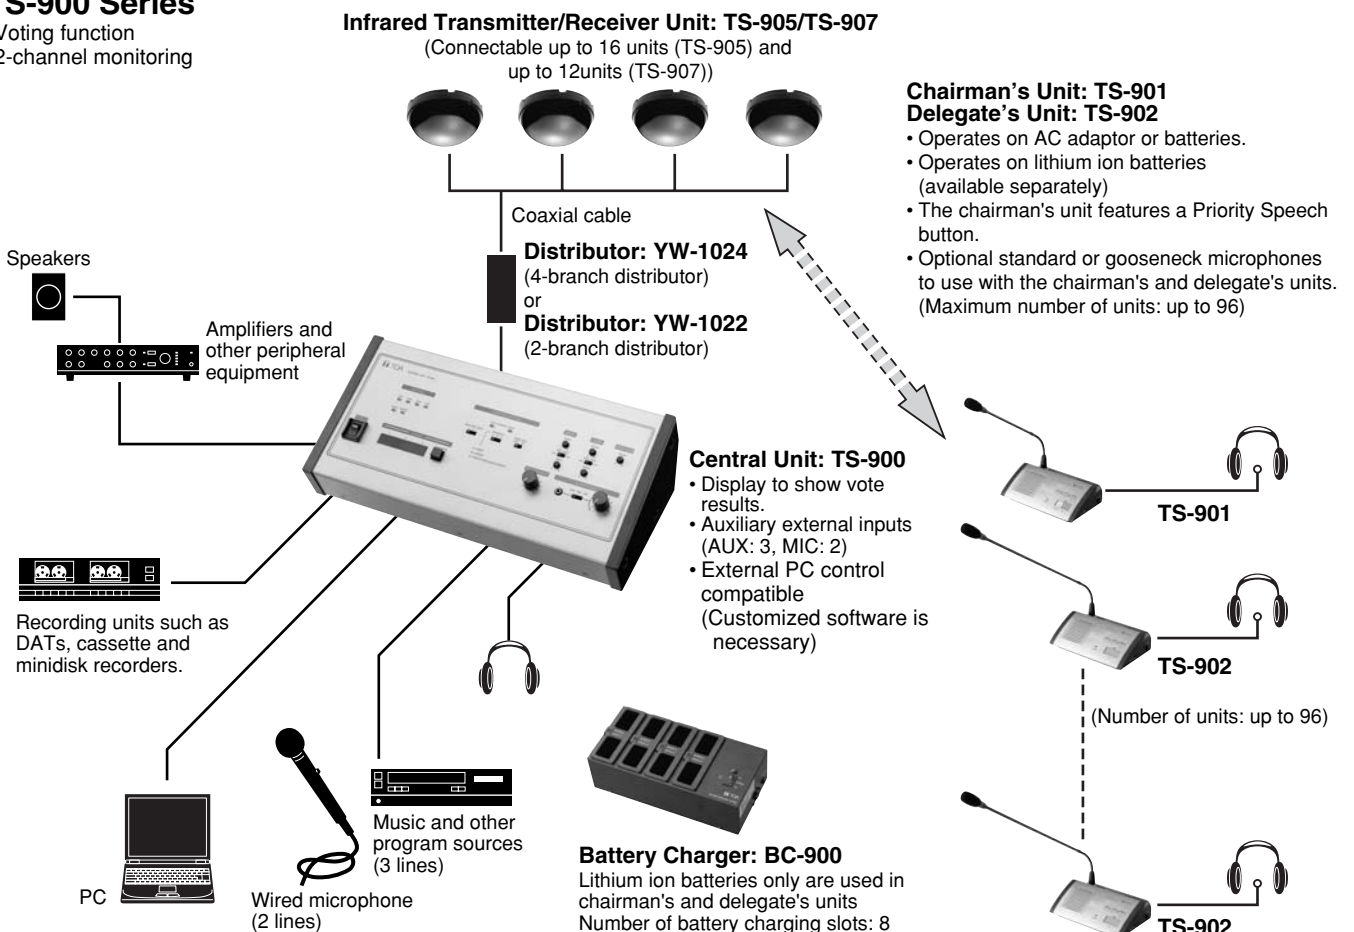 TS-900 Series
Voting function
2-channel monitoring
Infrared Transmitter/Receiver Unit: TS-905/TS-907
(Connectable up to 16 units (TS-905) and
up to 12units (TS-907))
Chairman's Unit: TS-901
Delegate's Unit: TS-902
• Operates on AC adaptor or batteries.
• Operates on lithium ion batteries
(available separately)
• The chairman's unit features a Priority Speech
button.
• Optional standard or gooseneck microphones
to use with the chairman's and delegate's units.
(Maximum number of units: up to 96)
Coaxial cable
Distributor: YW-1024
(4-branch distributor)
or
Distributor: YW-1022
(2-branch distributor)
Speakers
Amplifiers and
other peripheral
equipment
TOA
Central Unit: TS-900
• Display to show vote
results.
• Auxiliary external inputs
(AUX: 3, MIC: 2)
• External PC control
compatible
(Customized software is
necessary)
TS-901
TS-902
(Number of units: up to 96)
TS-902
Recording units such as
DATs, cassette and
minidisk recorders.
PC
Wired microphone
(2 lines)
Music and other
program sources
(3 lines)
Battery Charger: BC-900
Lithium ion batteries only are used in
chairman's and delegate's units
Number of battery charging slots: 8